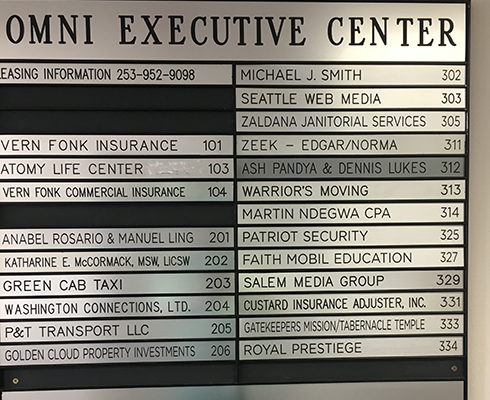 OMNI EXECUTIVE CENTER
LEASING INFORMATION 253-952-9098
VERN FONK INSURANCE 101
ATOMY LIFE CENTER 103
VERN FONK COMMERCIAL INSURANCE 104
ANABEL ROSARIO & MANUEL LING 201
KATHARINE E. McCORMACK, MSW, LICSW 202
GREEN CAB TAXI 203
WASHINGTON CONNECTIONS, LTD. 204
P&T TRANSPORT LLC 205
GOLDEN CLOUD PROPERTY INVESTMENTS 206
MICHAEL J. SMITH 302
SEATTLE WEB MEDIA 303
ZALDANA JANITORIAL SERVICES 305
ZEEK - EDGAR/NORMA 311
ASH PANDYA & DENNIS LUKES 312
WARRIOR'S MOVING 313
MARTIN NDEGWA CPA 314
PATRIOT SECURITY 325
FAITH MOBIL EDUCATION 327
SALEM MEDIA GROUP 329
CUSTARD INSURANCE ADJUSTER, INC. 331
GATEKEEPERS MISSION/TABERNACLE TEMPLE 333
ROYAL PRESTIEGE 334